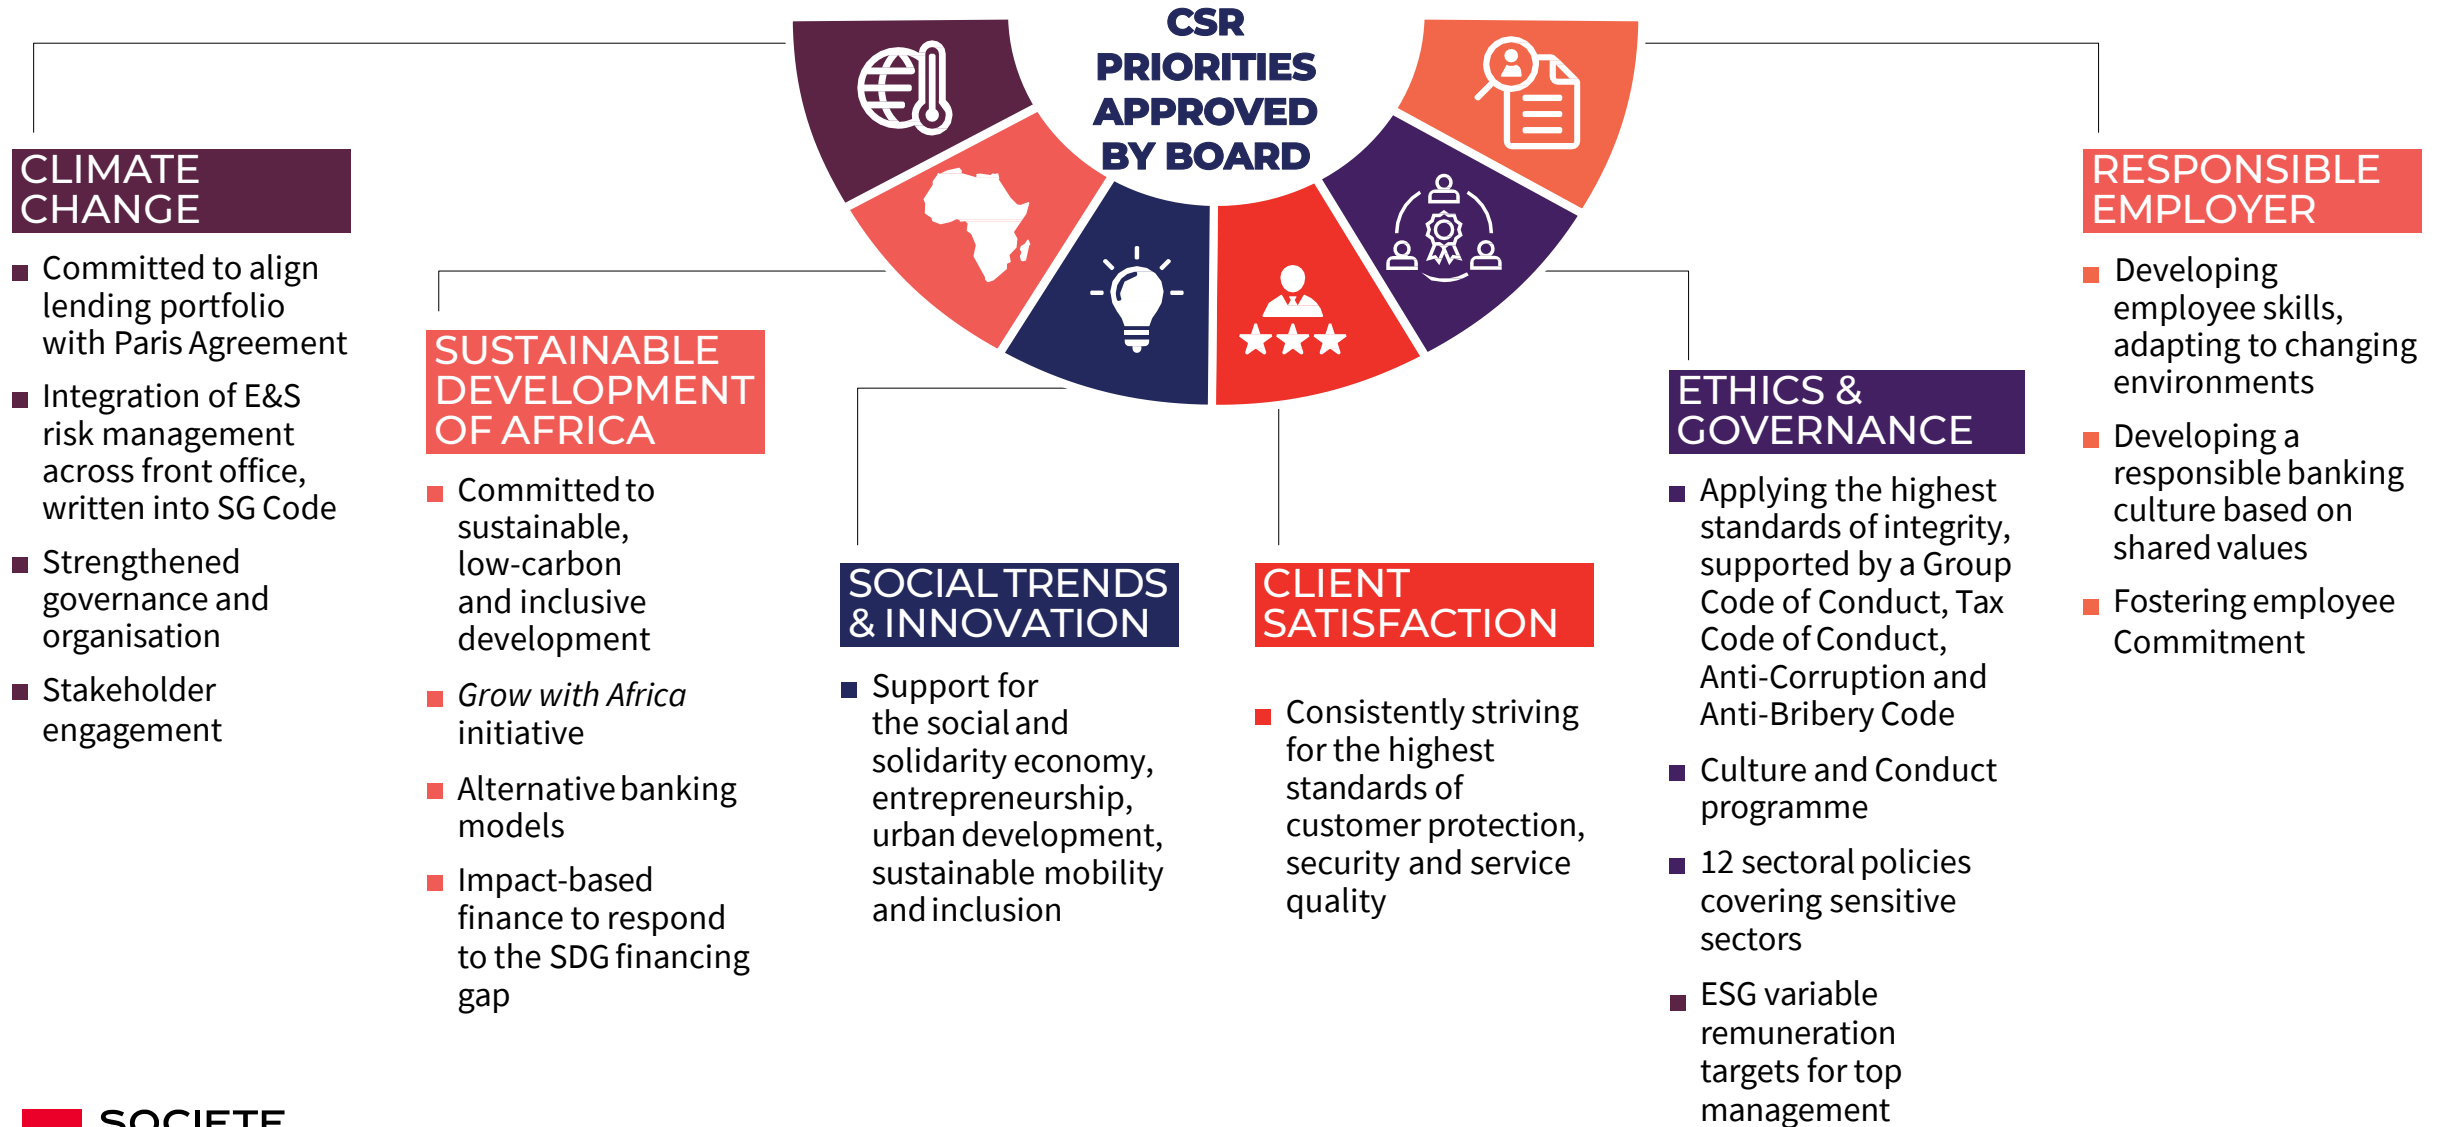 CSR
PRIORITIES
APPROVED
BY BOARD
CLIMATE
CHANGE
Committed to align
lending portfolio
with Paris Agreement
Integration of E&S
risk management
across front office,
written into SG Code
Strengthened
governance and
organisation
Stakeholder
engagement
SUSTAINABLE
DEVELOPMENT
OF AFRICA
Committed to
sustainable,
low-carbon
and inclusive
development
Grow with Africa
initiative
Alternative banking
models
Impact-based
finance to respond
to the SDG financing
gap
SOCIAL TRENDS
& INNOVATION
Support for
the social and
solidarity economy,
entrepreneurship,
urban development,
sustainable mobility
and inclusion
CLIENT
SATISFACTION
Consistently striving
for the highest
standards of
customer protection,
security and service
quality
ETHICS &
GOVERNANCE
Applying the highest
standards of integrity,
supported by a Group
Code of Conduct, Tax
Code of Conduct,
Anti-Corruption and
Anti-Bribery Code
Culture and Conduct
programme
12 sectoral policies
covering sensitive
sectors
ESG variable
remuneration
targets for top
management
RESPONSIBLE
EMPLOYER
Developing
employee skills,
adapting to changing
environments
Developing a
responsible banking
culture based on
shared values
Fostering employee
Commitment
SOCIETE